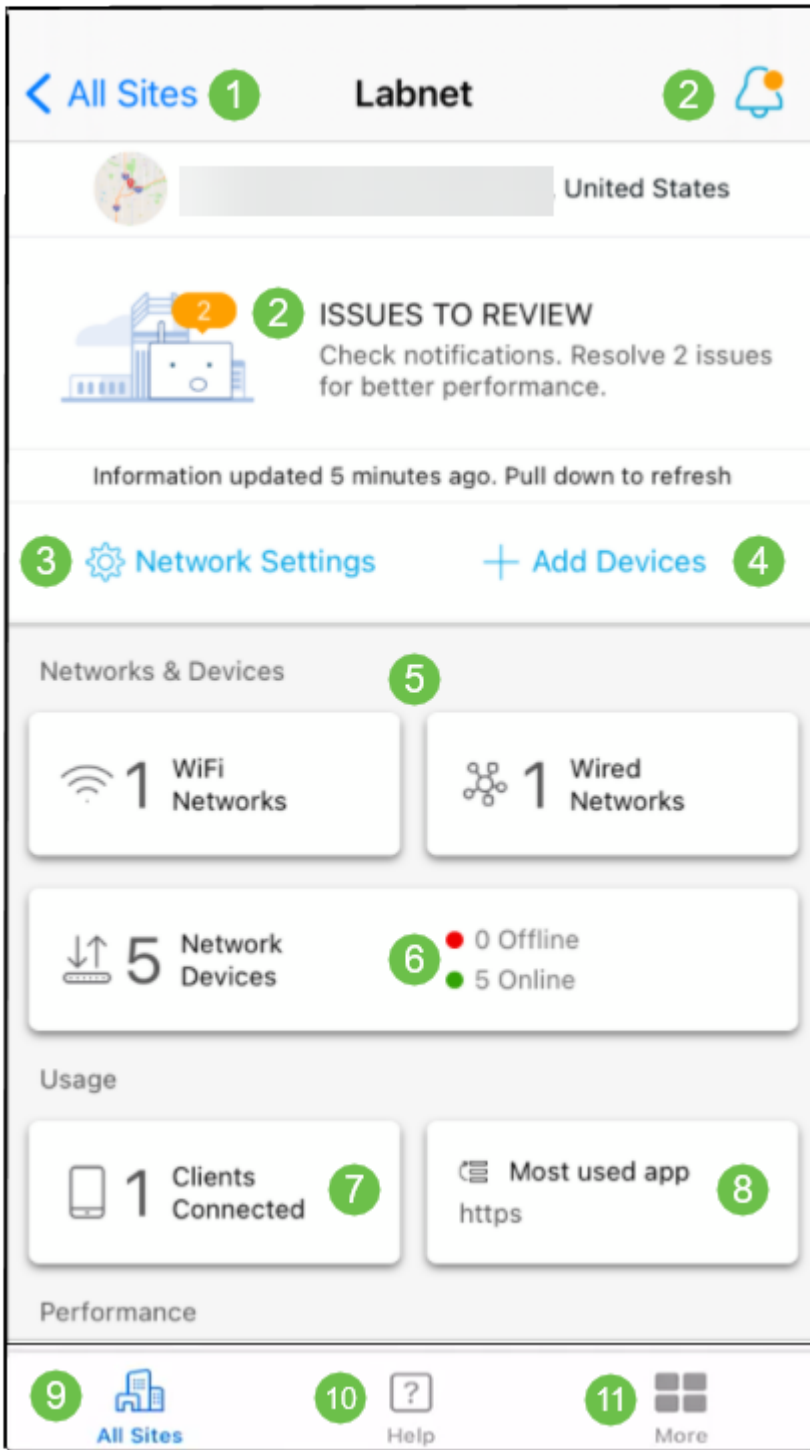 All Sites 1 Labnet 2
United States
2 2 ISSUES TO REVIEW
Check notifications. Resolve 2 issues
for better performance.
Information updated 5 minutes ago. Pull down to refresh
3 Network Settings + Add Devices 4
Networks & Devices 5
1 WiFi
Networks
1 Wired
Networks
5 Network
Devices
6 0 Offline
5 Online
Usage
1 Clients
Connected 7
Most used app 8
https
Performance
9 All Sites
10 ? Help
11 More